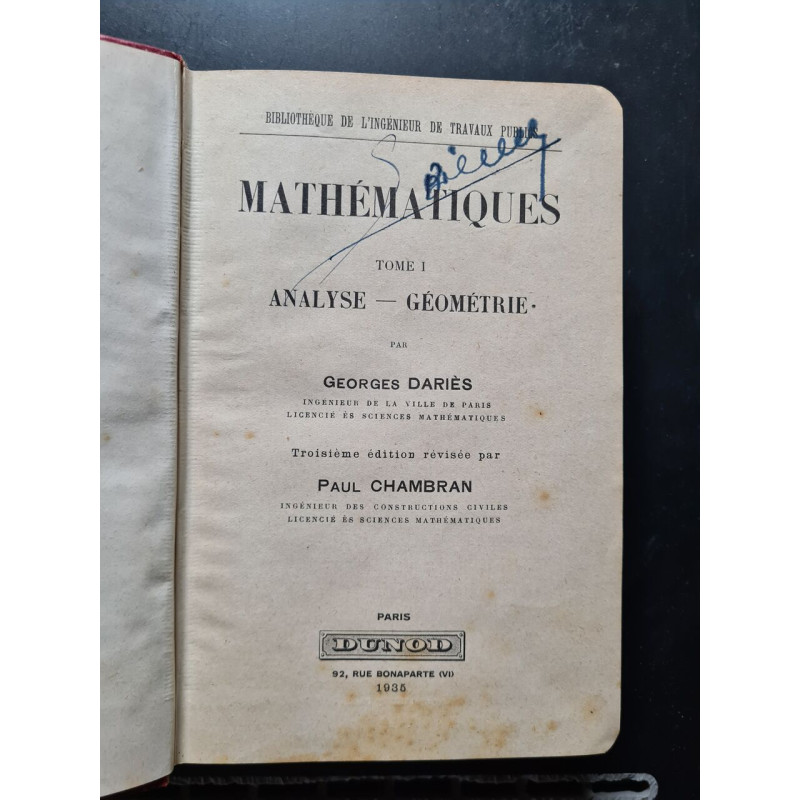 BIBLIOTHÈQUE DE L'INGÉNIEUR DE TRAVAUX PUBLICS
MATHÉMATIQUES
TOME I
ANALYSE — GÉOMÉTRIE
PAR
GEORGES DARIÈS
INGÉNIEUR DE LA VILLE DE PARIS
LICENCIÉ ÈS SCIENCES MATHÉMATIQUES
Troisième édition révisée par
PAUL CHAMBRAN
INGÉNIEUR DES CONSTRUCTIONS CIVILES
LICENCIÉ ÈS SCIENCES MATHÉMATIQUES
PARIS
DUNOD
92, RUE BONAPARTE (VI)
1935